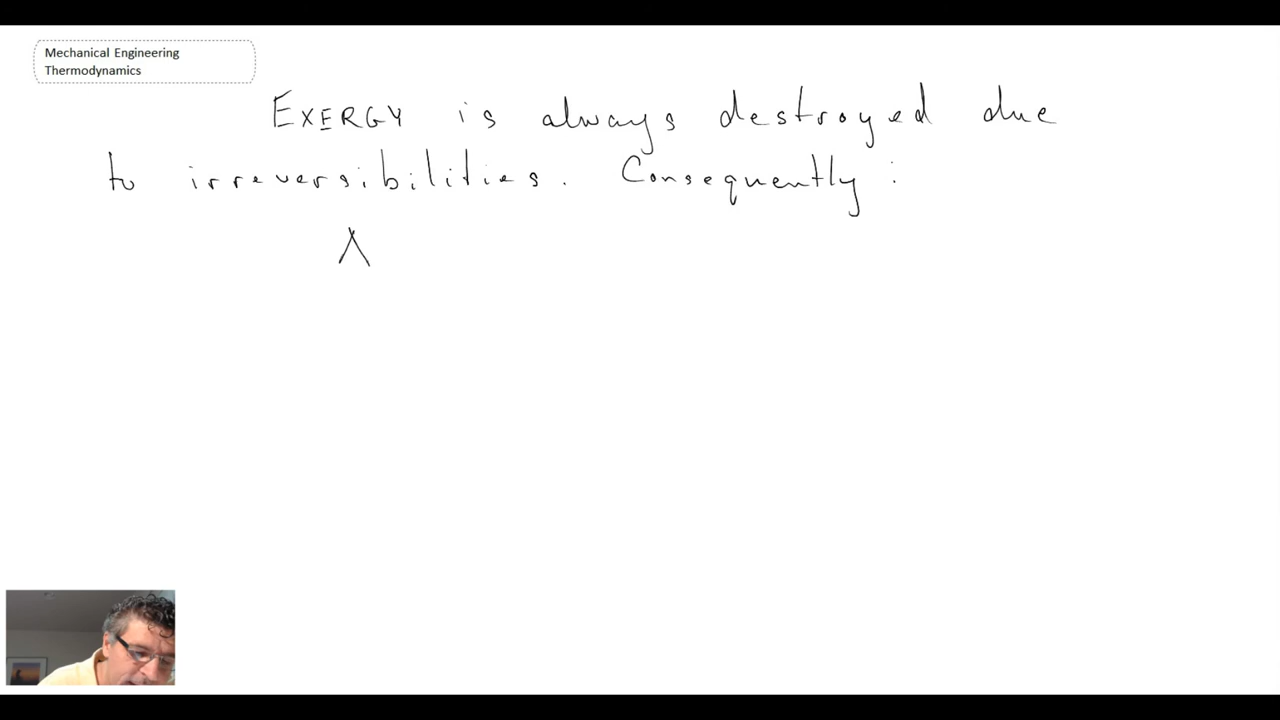 Mechanical Engineering
Thermodynamics
EXERGY is always destroyed due
to irreversibilities. Consequently: